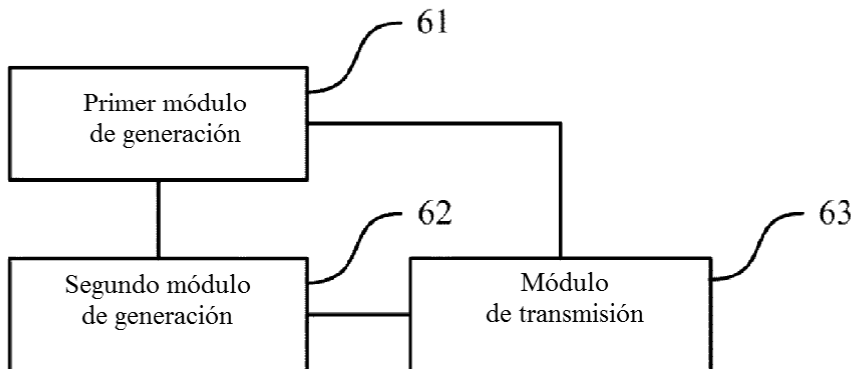 61
Primer módulo
de generación
62
63
Segundo módulo
de generación
Módulo
de transmisión